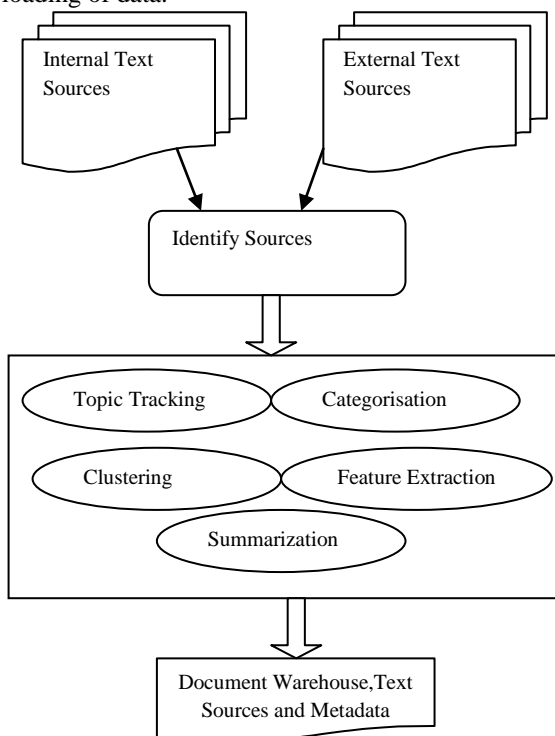 loading of data.
Internal Text
Sources
External Text
Sources
Identify Sources
Topic Tracking
Categorisation
Clustering
Feature Extraction
Summarization
Document Warehouse,Text
Sources and Metadata